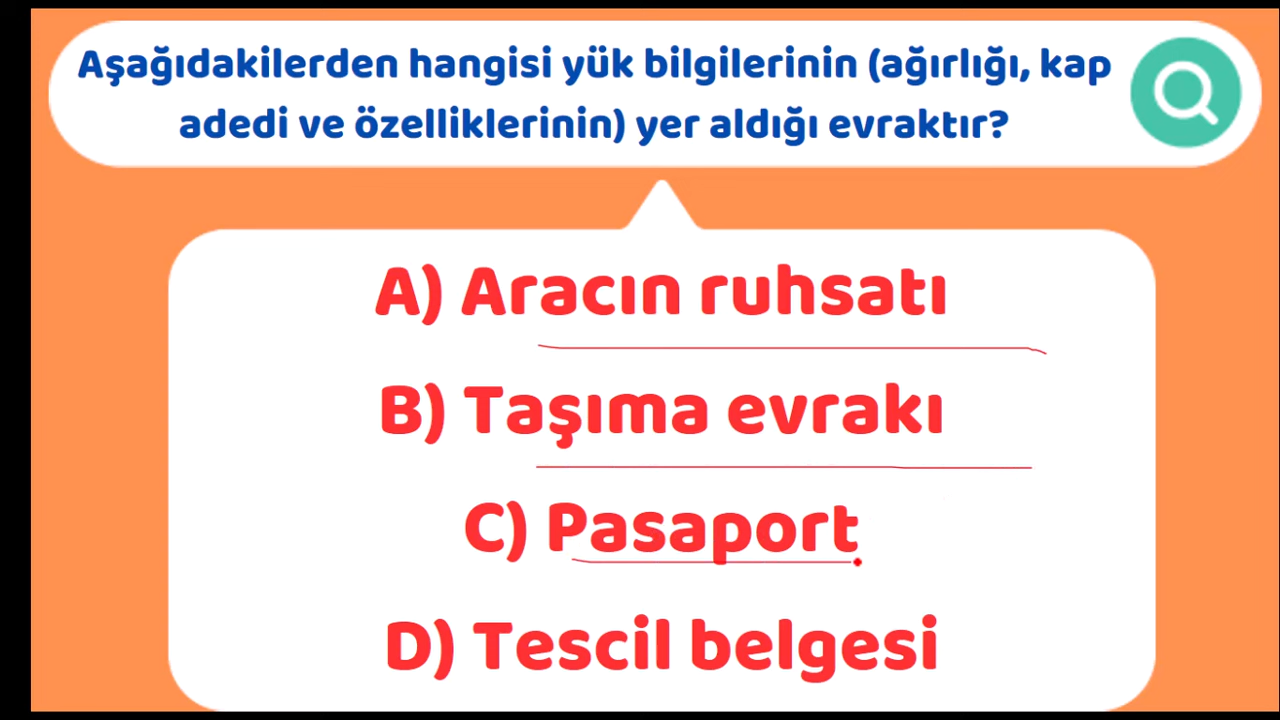 Aşağıdakilerden hangisi yük bilgilerinin (ağırlığı, kap
adedi ve özelliklerinin) yer aldığı evraktır?
A) Aracın ruhsatı
B) Taşıma evrakı
C) Pasaport
D) Tescil belgesi